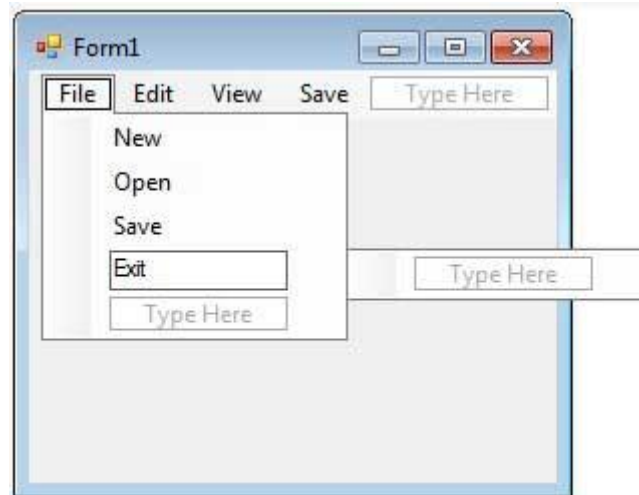 Form1
File Edit View Save Type Here
New
Open
Save
Exit Type Here
Type Here